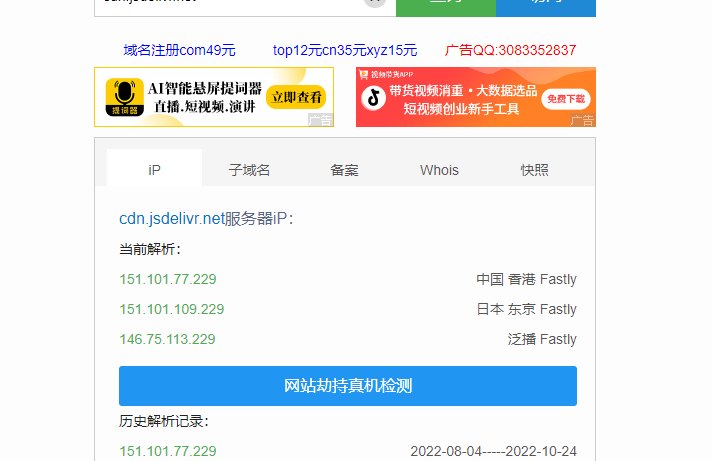 域名注册com49元 top12元cn35元xyz15元 广告QQ:3083352837
AI智能悬屏提词器
直播.短视频.演讲
立即查看
提词器
广告
视频带货APP
带货视频消重·大数据选品
短视频创业新手工具
免费下载
广告
iP 子域名 备案 Whois 快照
cdn.jsdelivr.net服务器iP：
当前解析：
151.101.77.229 中国 香港 Fastly
151.101.109.229 日本 东京 Fastly
146.75.113.229 泛播 Fastly
网站劫持真机检测
历史解析记录：
151.101.77.229 2022-08-04-----2022-10-24